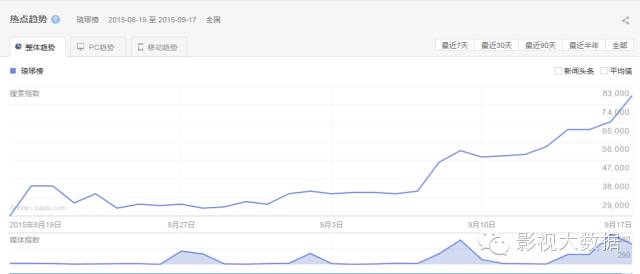 热点趋势 ? 琅琊榜 2015-08-19 至 2015-09-17 全国
整体趋势 PC趋势 移动趋势 最近7天 最近30天 最近90天 最近半年 全部
琅琊榜 新闻头条 平均值
搜索指数 83,000
74,000
65,000
56,000
47,000
38,000
29,000
index.baidu.com
2015年8月19日 8月27日 9月3日 9月10日 9月17日
媒体指数
290
影视大数据